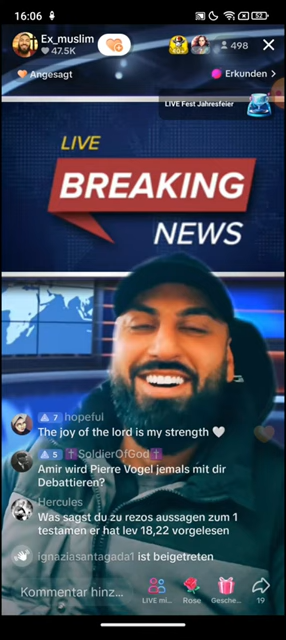 16:06
52
Ex_muslim
47.5K
498
Angesagt
Erkunden >
LIVE Fest Jahresfeier
LIVE
BREAKING
NEWS
7 hopeful
The joy of the lord is my strength 🤍
5 ✝️SoldierOfGod✝️
Amir wird Pierre Vogel jemals mit dir
Debattieren?
Hercules
Was sagst du zu rezos aussagen zum 1
testamen er hat lev 18,22 vorgelesen
ignaziasantagada1 ist beigetreten
Kommentar hinz...
LIVE mi... Rose Gesche... 19